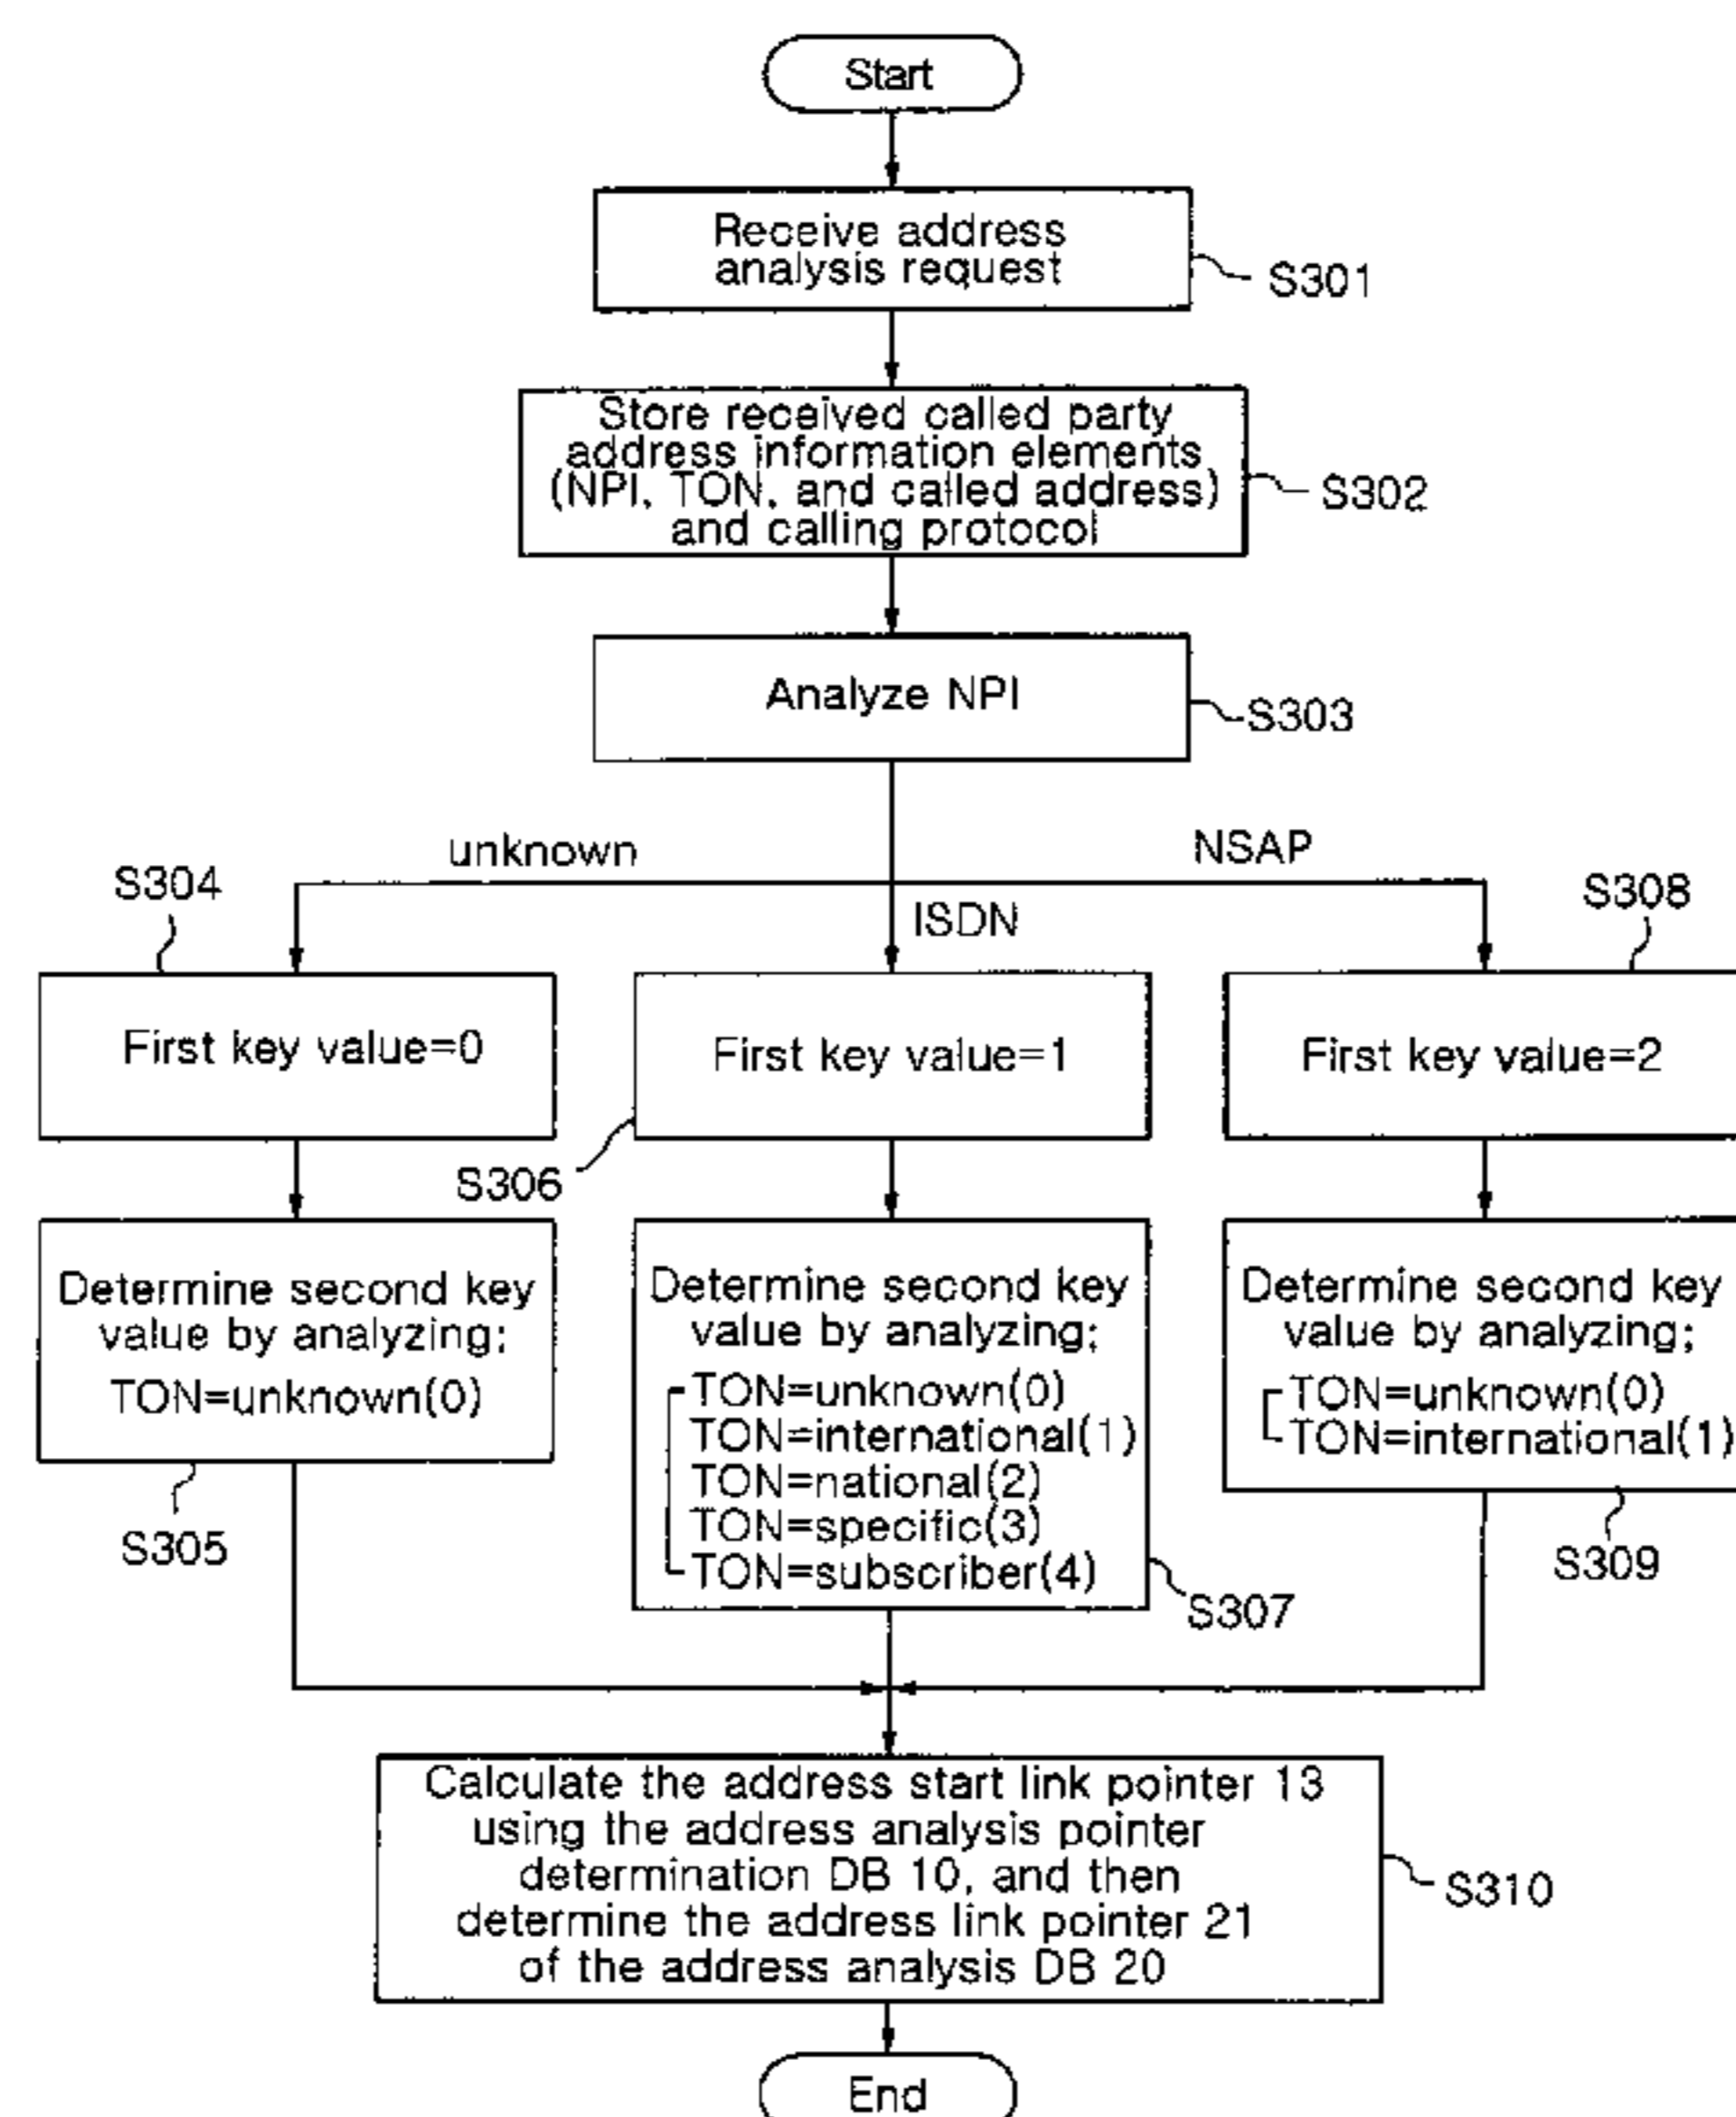 Start
Receive address
analysis request
S301
Store received called party
address information elements
(NPI, TON, and called address)
and calling protocol
S302
Analyze NPI
S303
unknown
ISDN
NSAP
S304
First key value=0
S306
First key value=1
S308
First key value=2
Determine second key
value by analyzing;
TON=unknown(0)
S305
Determine second key
value by analyzing;
TON=unknown(0)
TON=international(1)
TON=national(2)
TON=specific(3)
TON=subscriber(4)
S307
Determine second key
value by analyzing;
TON=unknown(0)
TON=international(1)
S309
Calculate the address start link pointer 13
using the address analysis pointer
determination DB 10, and then
determine the address link pointer 21
of the address analysis DB 20
S310
End